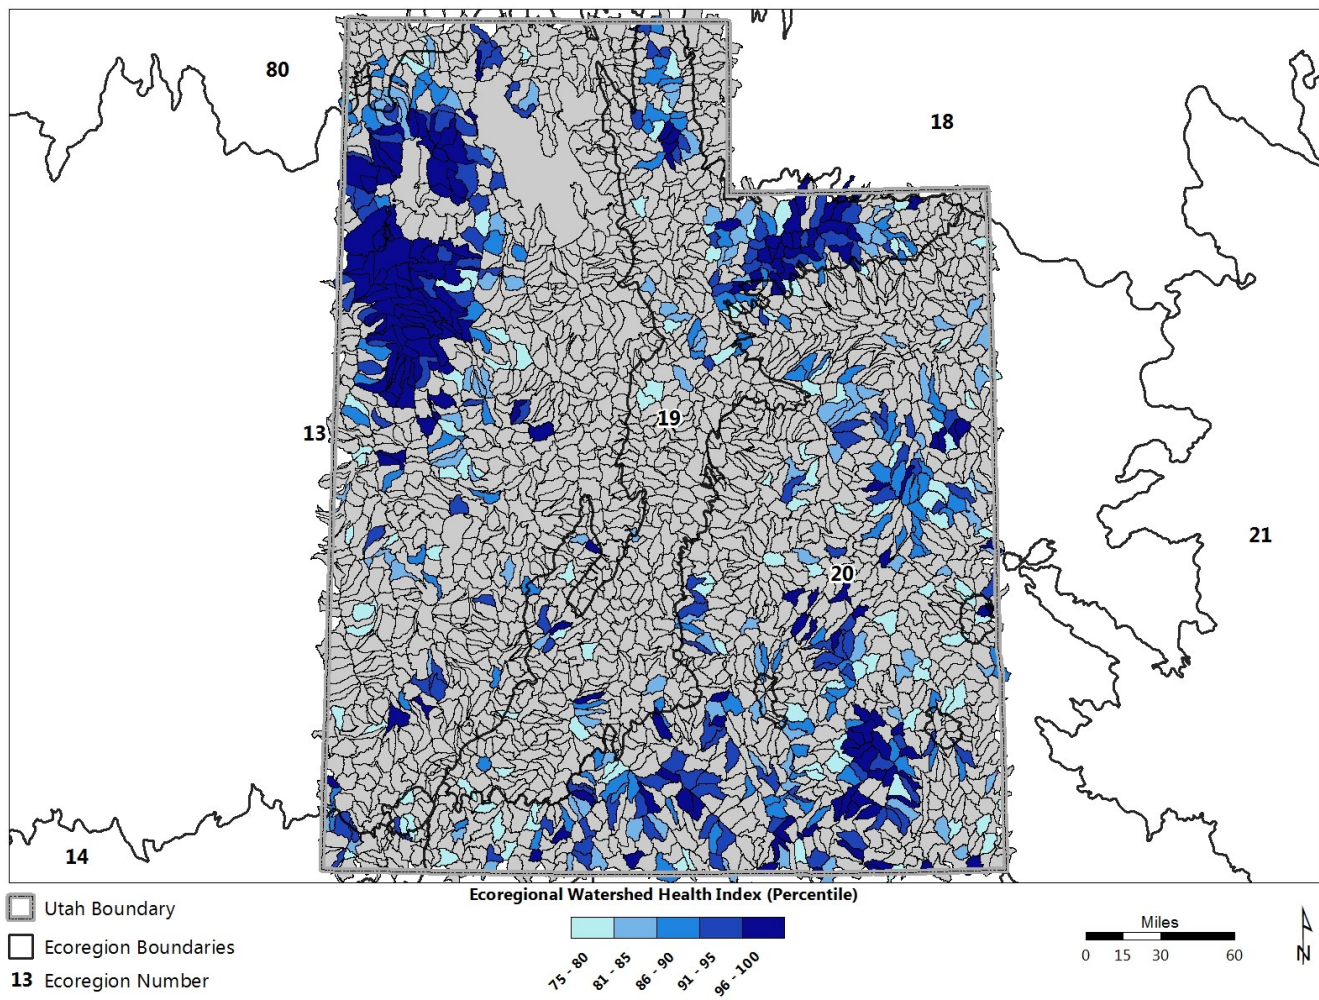 80
18
19
13
21
20
14
Ecoregional Watershed Health Index (Percentile)
Utah Boundary
Ecoregion Boundaries
13 Ecoregion Number
75 - 80
81 - 85
86 - 90
91 - 95
96 - 100
Miles
0 15 30 60
N